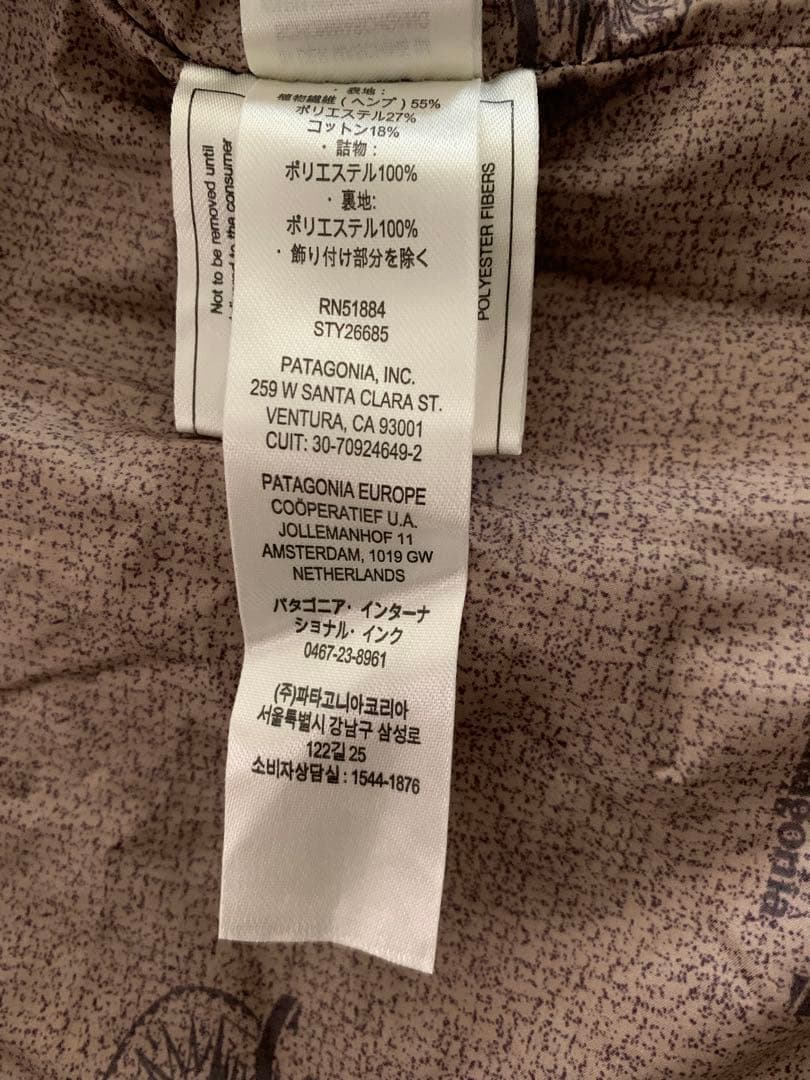 ・表地：
植物繊維（ヘンプ）55%
ポリエステル27%
コットン18%
・詰物：
ポリエステル100%
・裏地:
ポリエステル100%
・飾り付け部分を除く
RN51884
STY26685
PATAGONIA, INC.
259 W SANTA CLARA ST.
VENTURA, CA 93001
CUIT: 30-70924649-2
PATAGONIA EUROPE
COÖPERATIEF U.A.
JOLLEMANHOF 11
AMSTERDAM, 1019 GW
NETHERLANDS
パタゴニア・インターナ
ショナル・インク
0467-23-8961
(주)파타고니아코리아
서울특별시 강남구 삼성로
122길 25
소비자상담실 : 1544-1876
Not to be removed until
to the consumer
POLYESTER FIBERS